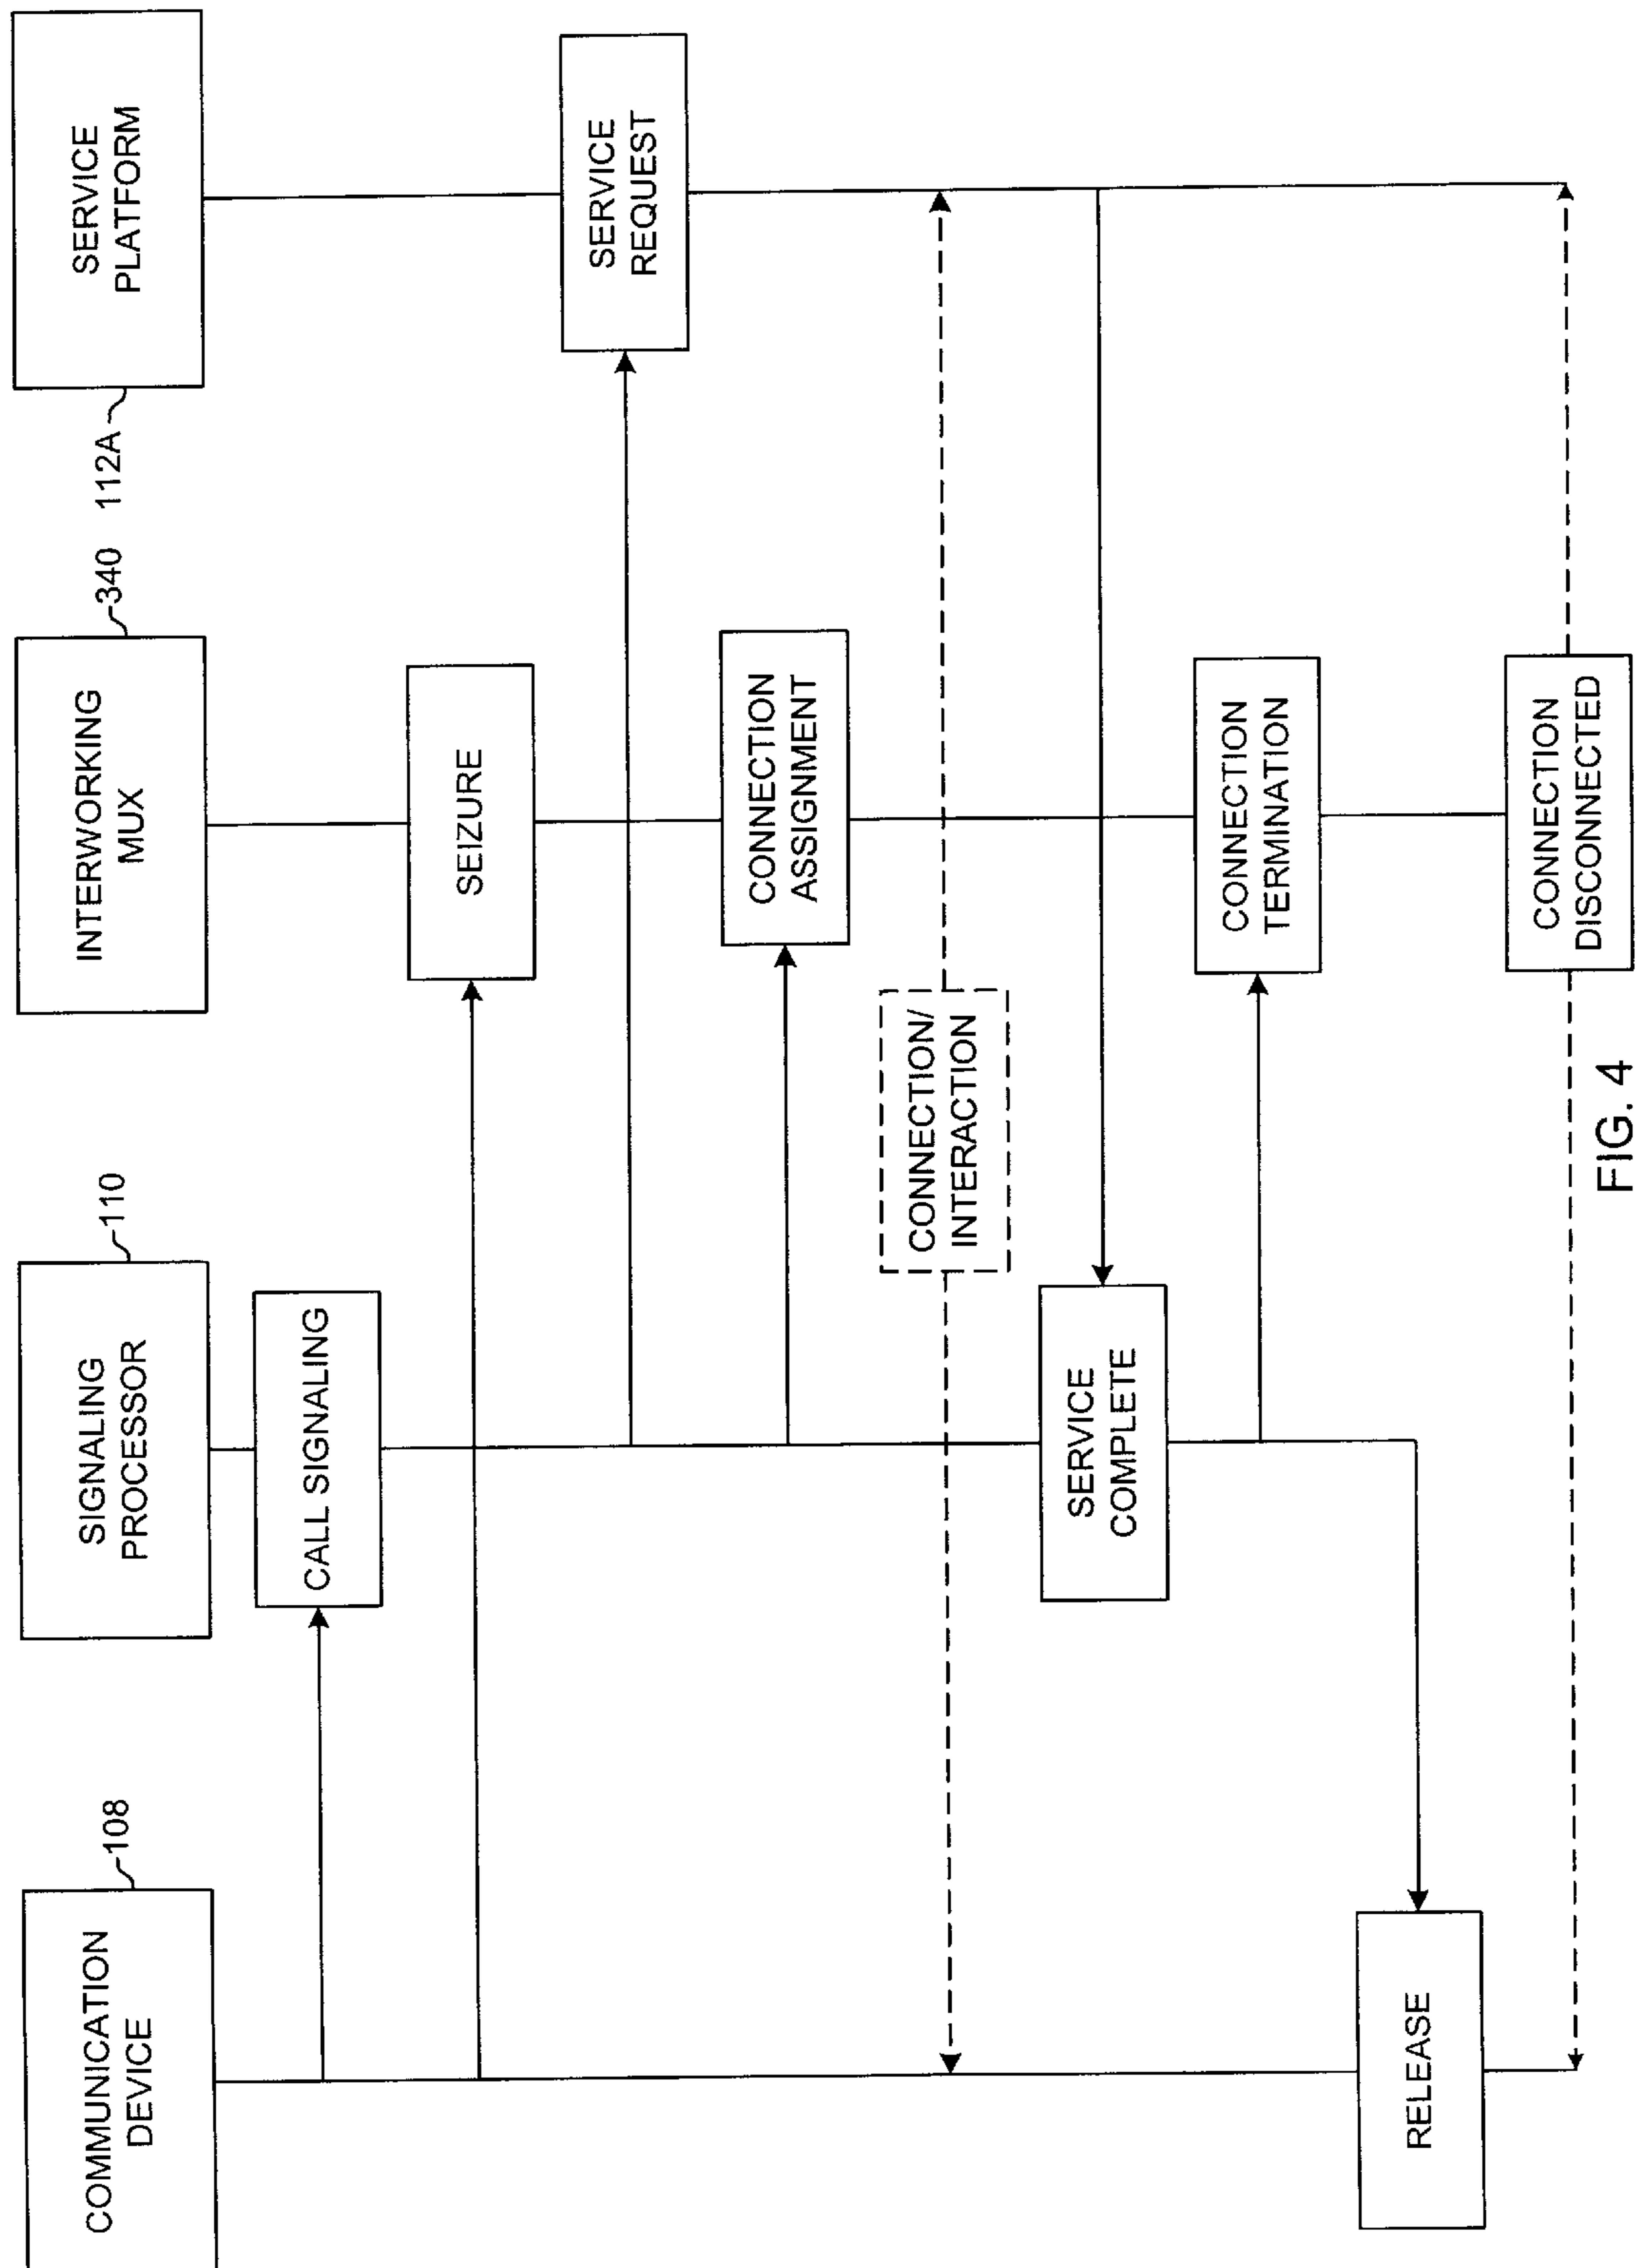 COMMUNICATION
DEVICE
108
SIGNALING
PROCESSOR
110
INTERWORKING
MUX
340
SERVICE
PLATFORM
112A
CALL SIGNALING
SEIZURE
SERVICE
REQUEST
CONNECTION
ASSIGNMENT
CONNECTION/
INTERACTION
SERVICE
COMPLETE
CONNECTION
TERMINATION
RELEASE
CONNECTION
DISCONNECTED
FIG. 4